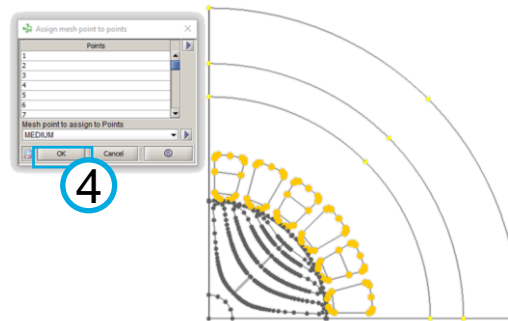 Assign mesh point to points
Points
1
2
3
4
5
6
7
Mesh point to assign to Points
MEDIUM
OK
Cancel
4